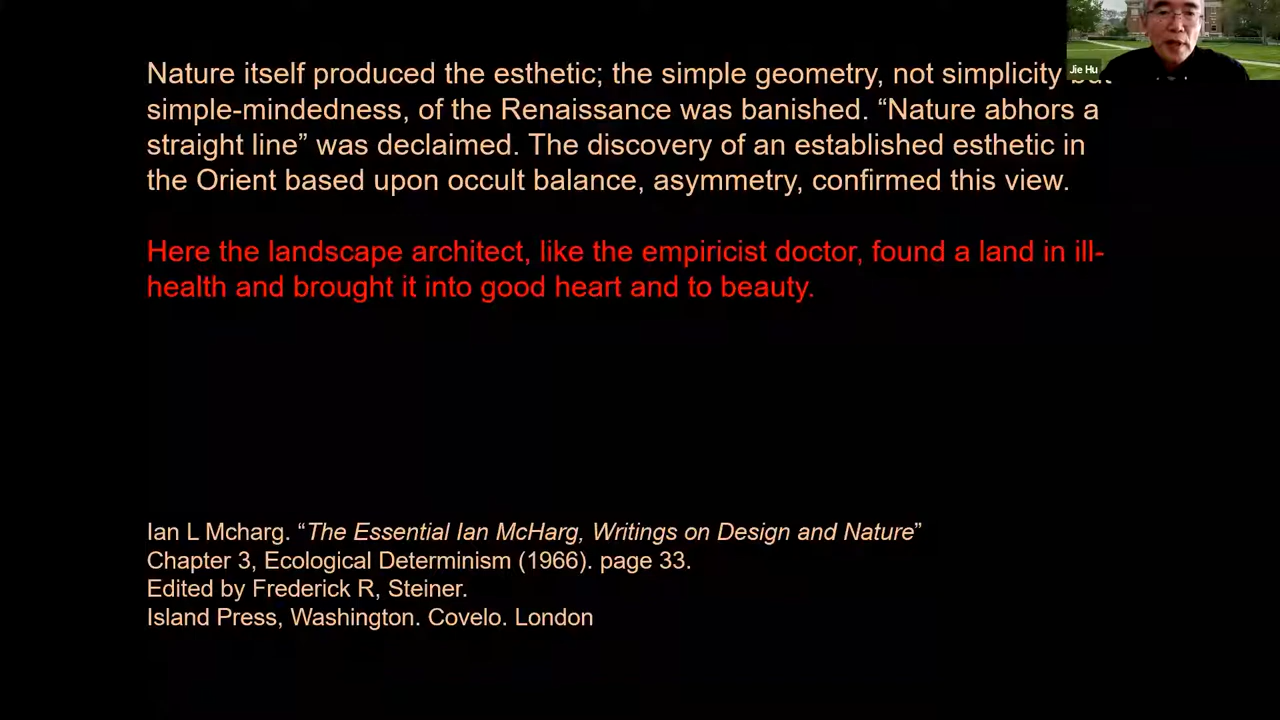 Nature itself produced the esthetic; the simple geometry, not simplicity but
simple-mindedness, of the Renaissance was banished. “Nature abhors a
straight line” was declaimed. The discovery of an established esthetic in
the Orient based upon occult balance, asymmetry, confirmed this view.
Here the landscape architect, like the empiricist doctor, found a land in ill-
health and brought it into good heart and to beauty.
Ian L Mcharg. “The Essential Ian McHarg, Writings on Design and Nature”
Chapter 3, Ecological Determinism (1966). page 33.
Edited by Frederick R, Steiner.
Island Press, Washington. Covelo. London
Jie Hu